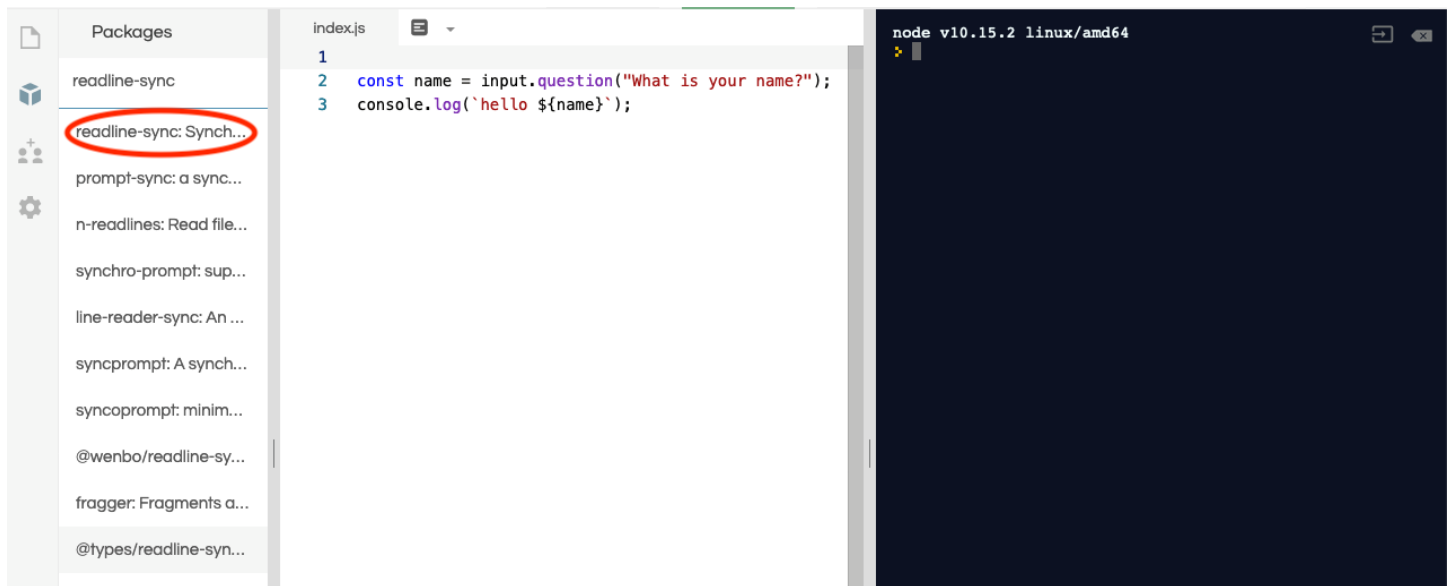 Packages
readline-sync
readline-sync: Synch...
prompt-sync: a sync...
n-readlines: Read file...
synchro-prompt: sup...
line-reader-sync: An ...
syncprompt: A synch...
syncoprompt: minim...
@wenbo/readline-sy...
fragger: Fragments a...
@types/readline-syn...
index.js
1
2 const name = input.question("What is your name?");
3 console.log(`hello ${name}`);
node v10.15.2 linux/amd64
>